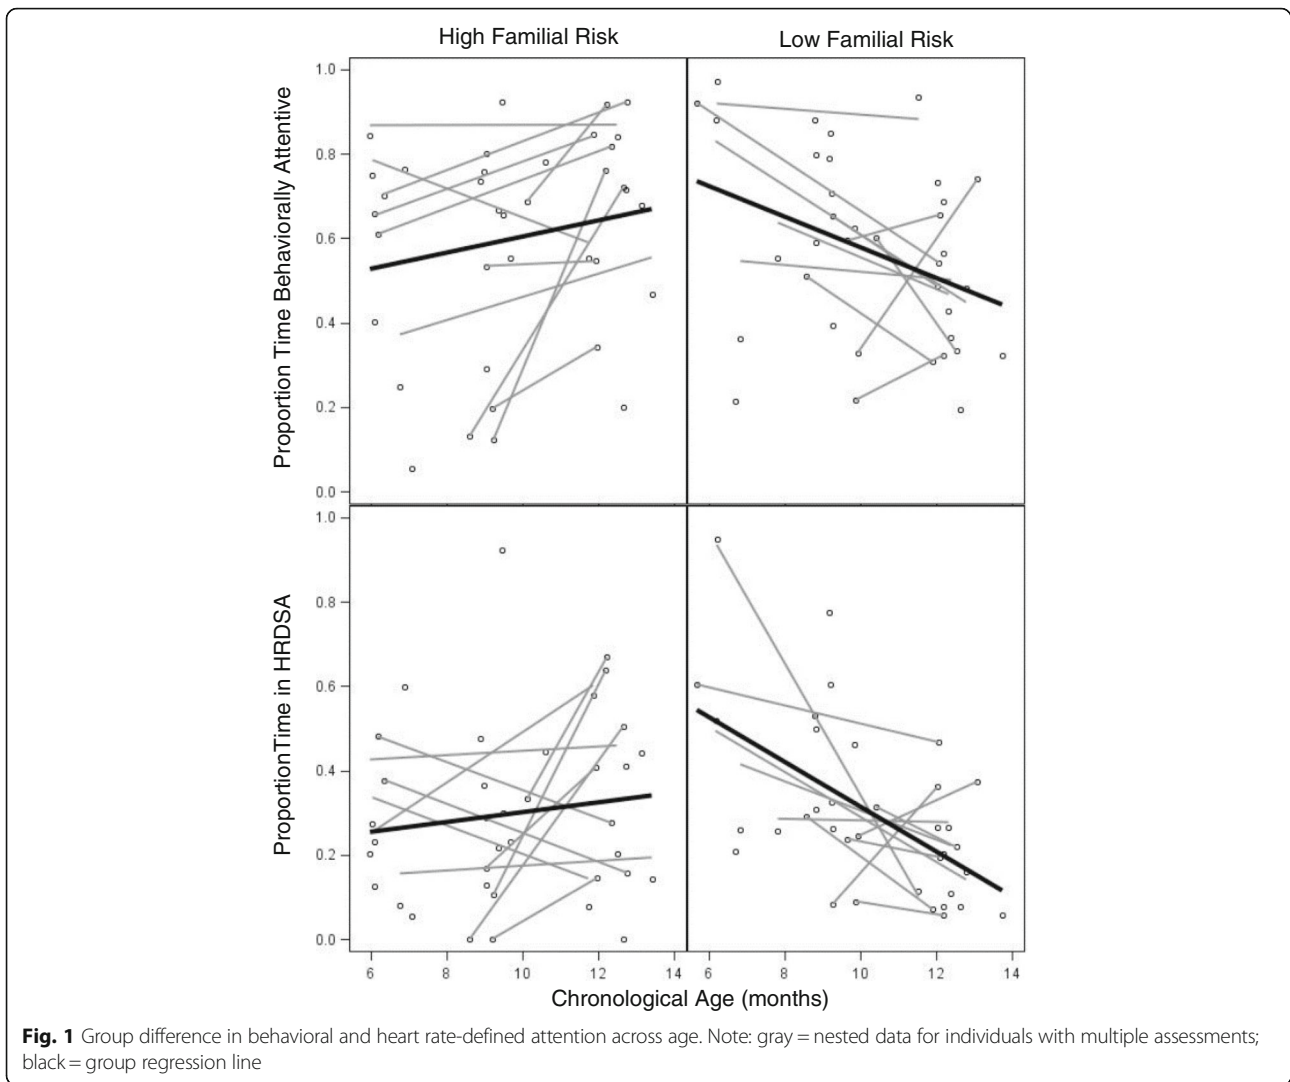 High Familial Risk
Low Familial Risk
Proportion Time Behaviorally Attentive
1.0
0.8
0.6
0.4
0.2
0.0
ProportionTime in HRDSA
1.0
0.8
0.6
0.4
0.2
0.0
6 8 10 12 14 6 8 10 12 14
Chronological Age (months)
Fig. 1 Group difference in behavioral and heart rate-defined attention across age. Note: gray = nested data for individuals with multiple assessments;
black = group regression line